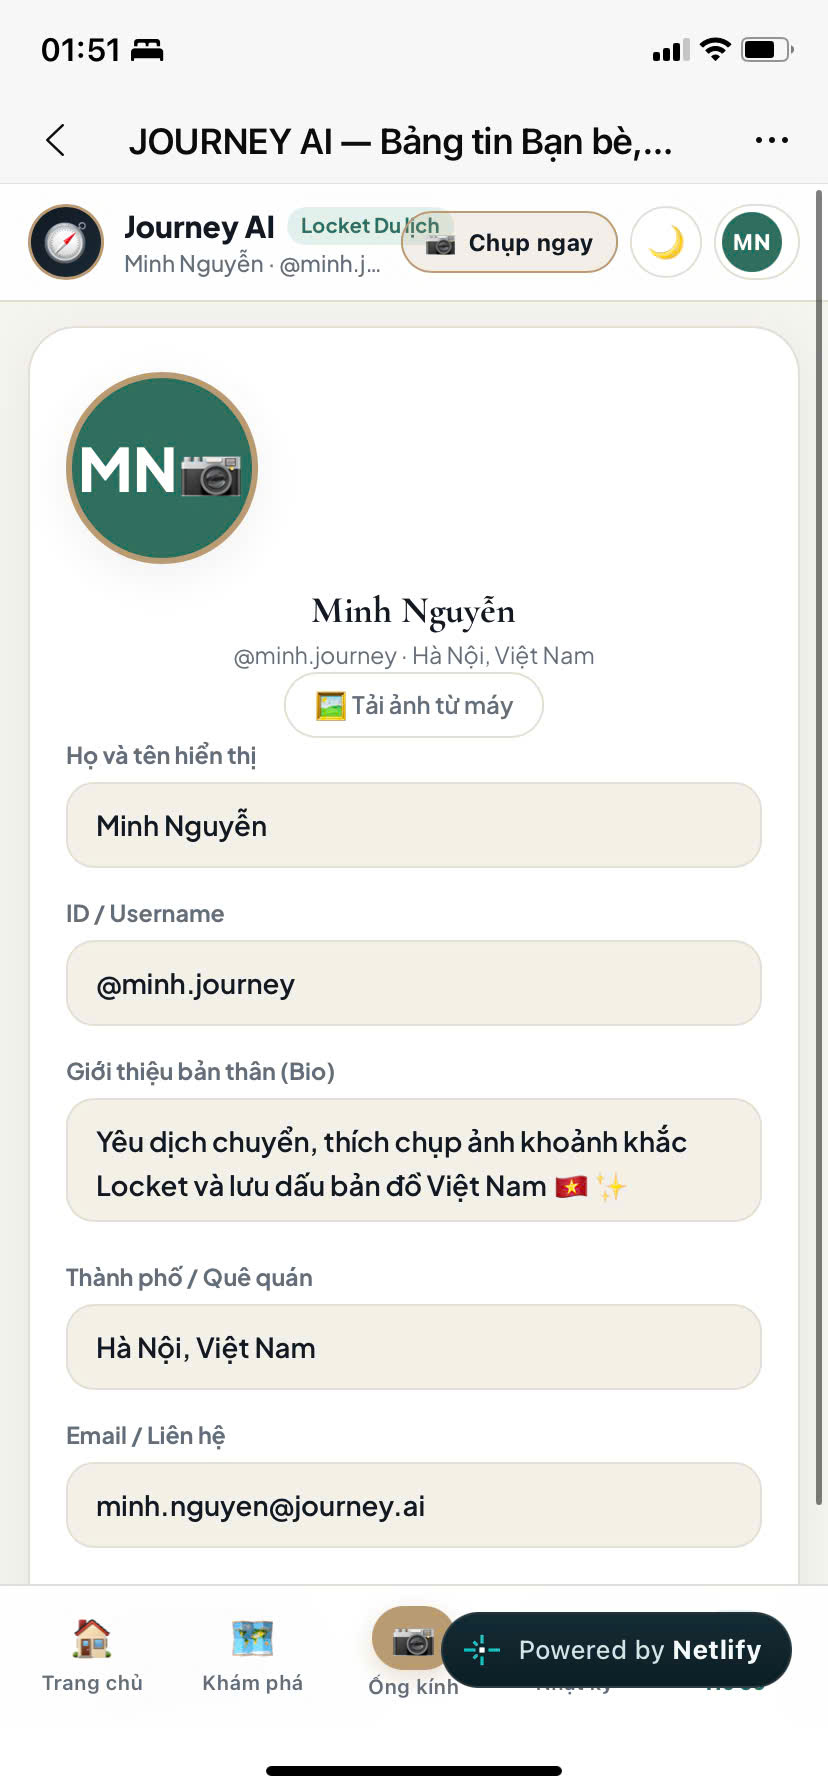 01:51
JOURNEY AI — Bảng tin Bạn bè,...
Journey AI
Locket Du lịch
Chụp ngay
MN
Minh Nguyễn · @minh.j...
MN
Minh Nguyễn
@minh.journey · Hà Nội, Việt Nam
Tải ảnh từ máy
Họ và tên hiển thị
Minh Nguyễn
ID / Username
@minh.journey
Giới thiệu bản thân (Bio)
Yêu dịch chuyển, thích chụp ảnh khoảnh khắc
Locket và lưu dấu bản đồ Việt Nam 🇻🇳 ✨
Thành phố / Quê quán
Hà Nội, Việt Nam
Email / Liên hệ
minh.nguyen@journey.ai
Trang chủ
Khám phá
Ống kính
Powered by Netlify